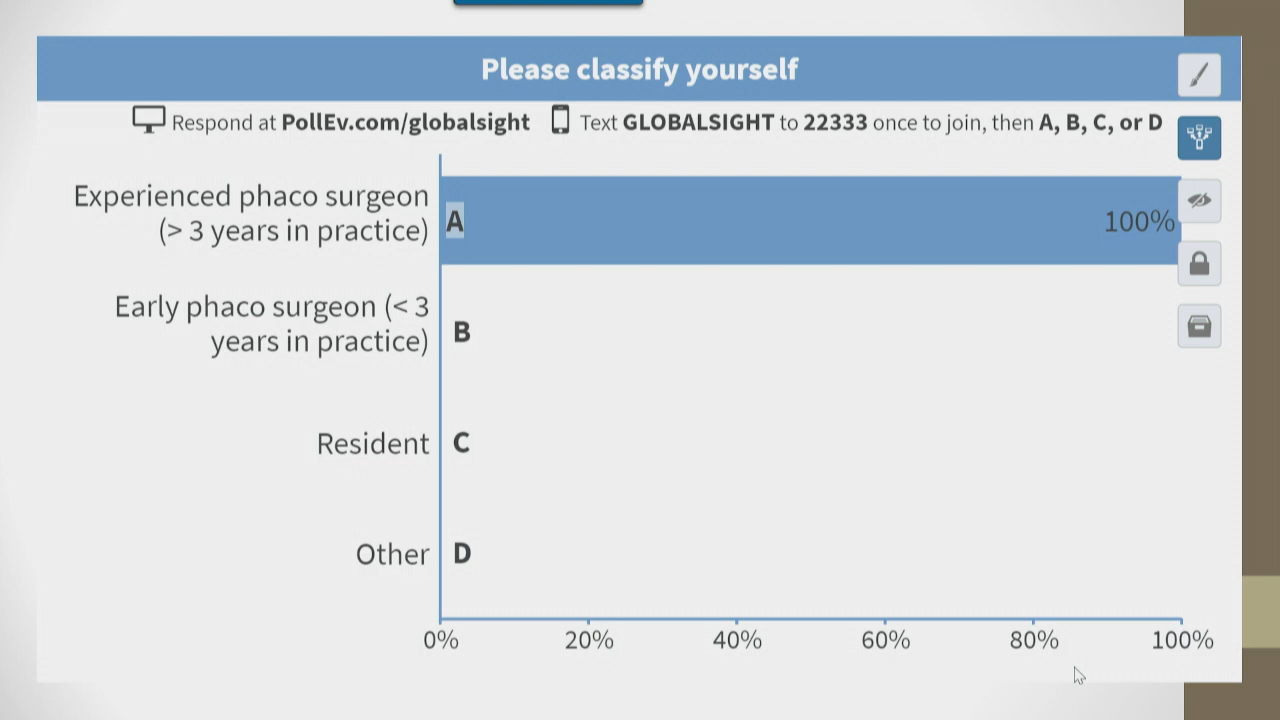 Please classify yourself
Respond at PollEv.com/globalsight Text GLOBALSIGHT to 22333 once to join, then A, B, C, or D
Experienced phaco surgeon
(> 3 years in practice)
A
100%
Early phaco surgeon (< 3
years in practice)
B
Resident
C
Other
D
0% 20% 40% 60% 80% 100%